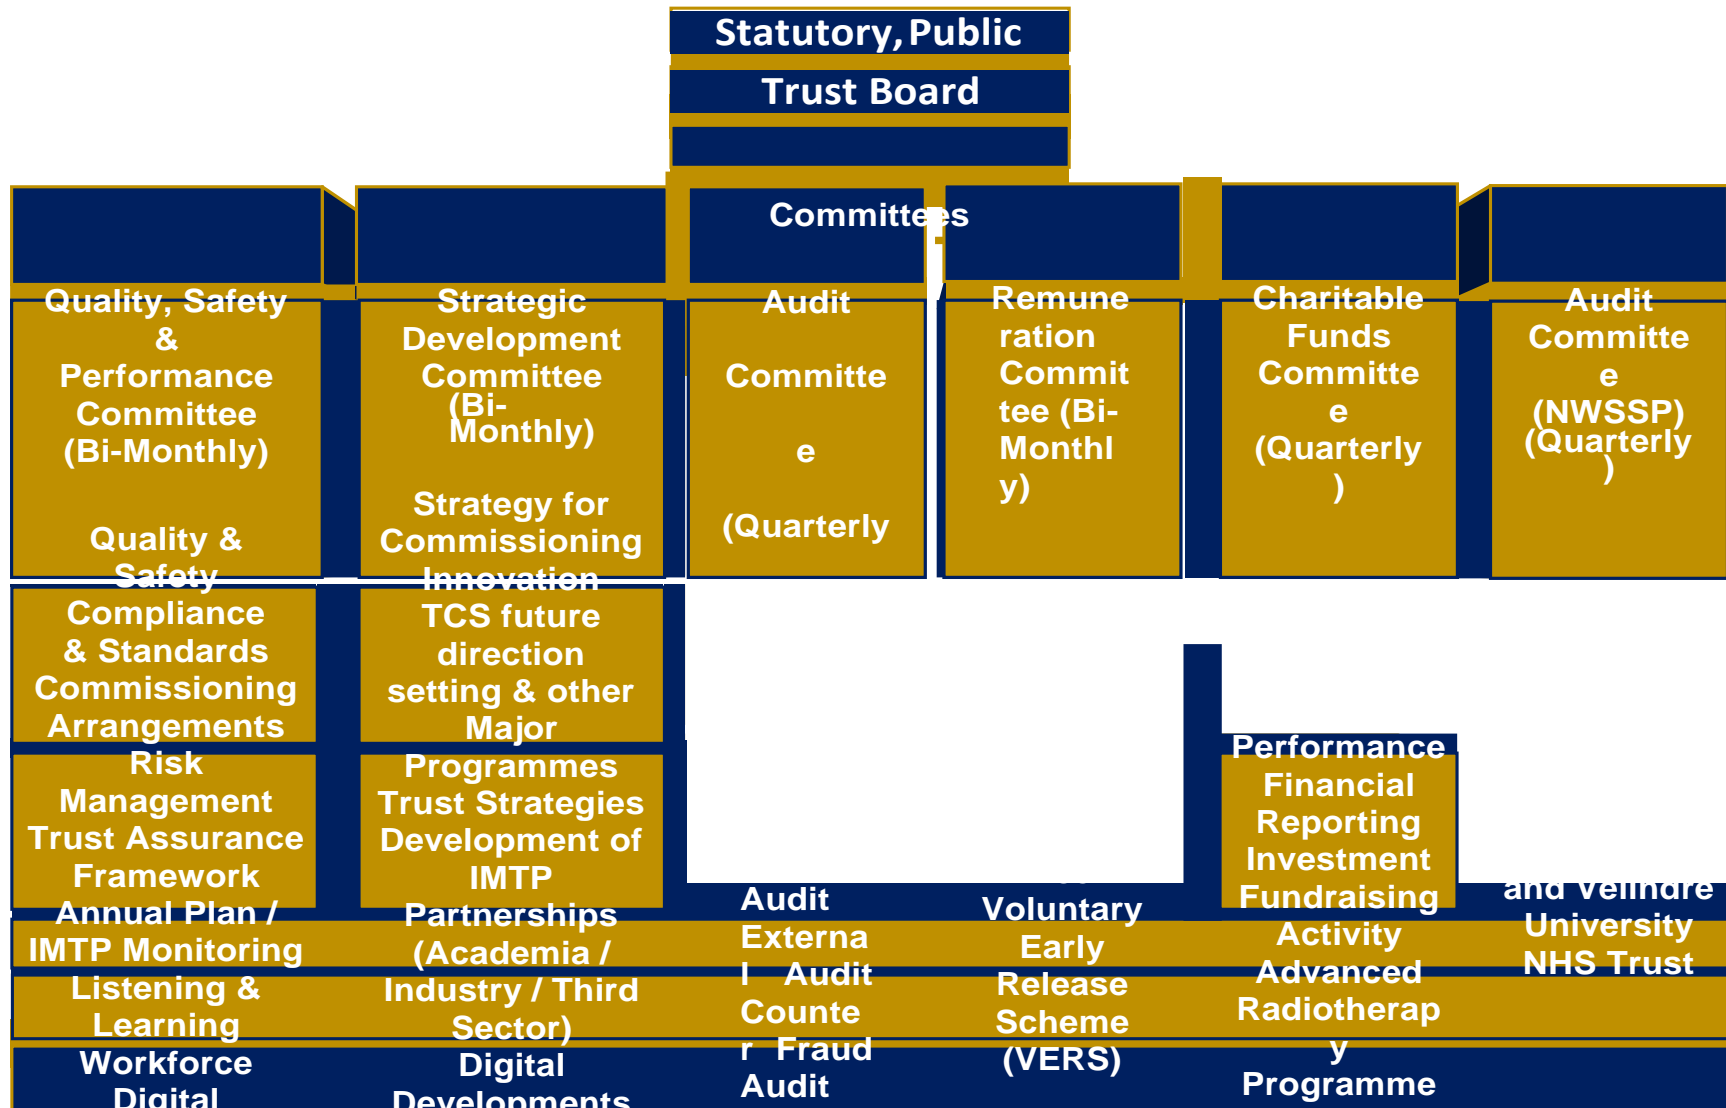 Statutory, Public
Trust Board
Committees
Quality, Safety
&
Performance
Committee
(Bi-Monthly)
Quality &
Safety
Compliance
& Standards
Commissioning
Arrangements
Risk
Management
Trust Assurance
Framework
Annual Plan /
IMTP Monitoring
Listening &
Learning
Workforce
Digital
Strategic
Development
Committee
(Bi-
Monthly)
Strategy for
Commissioning
Innovation
TCS future
direction
setting & other
Major
Programmes
Trust Strategies
Development of
IMTP
Partnerships
(Academia /
Industry / Third
Sector)
Digital
Developments
Audit
Committe
e
(Quarterly
Audit
Externa
l Audit
Counte
r Fraud
Audit
Remune
ration
Commit
tee (Bi-
Monthl
y)
Voluntary
Early
Release
Scheme
(VERS)
Charitable
Funds
Committe
e
(Quarterly
)
Performance
Financial
Reporting
Investment
Fundraising
Activity
Advanced
Radiotherap
y
Programme
Audit
Committe
e
(NWSSP)
(Quarterly
)
and Velindre
University
NHS Trust